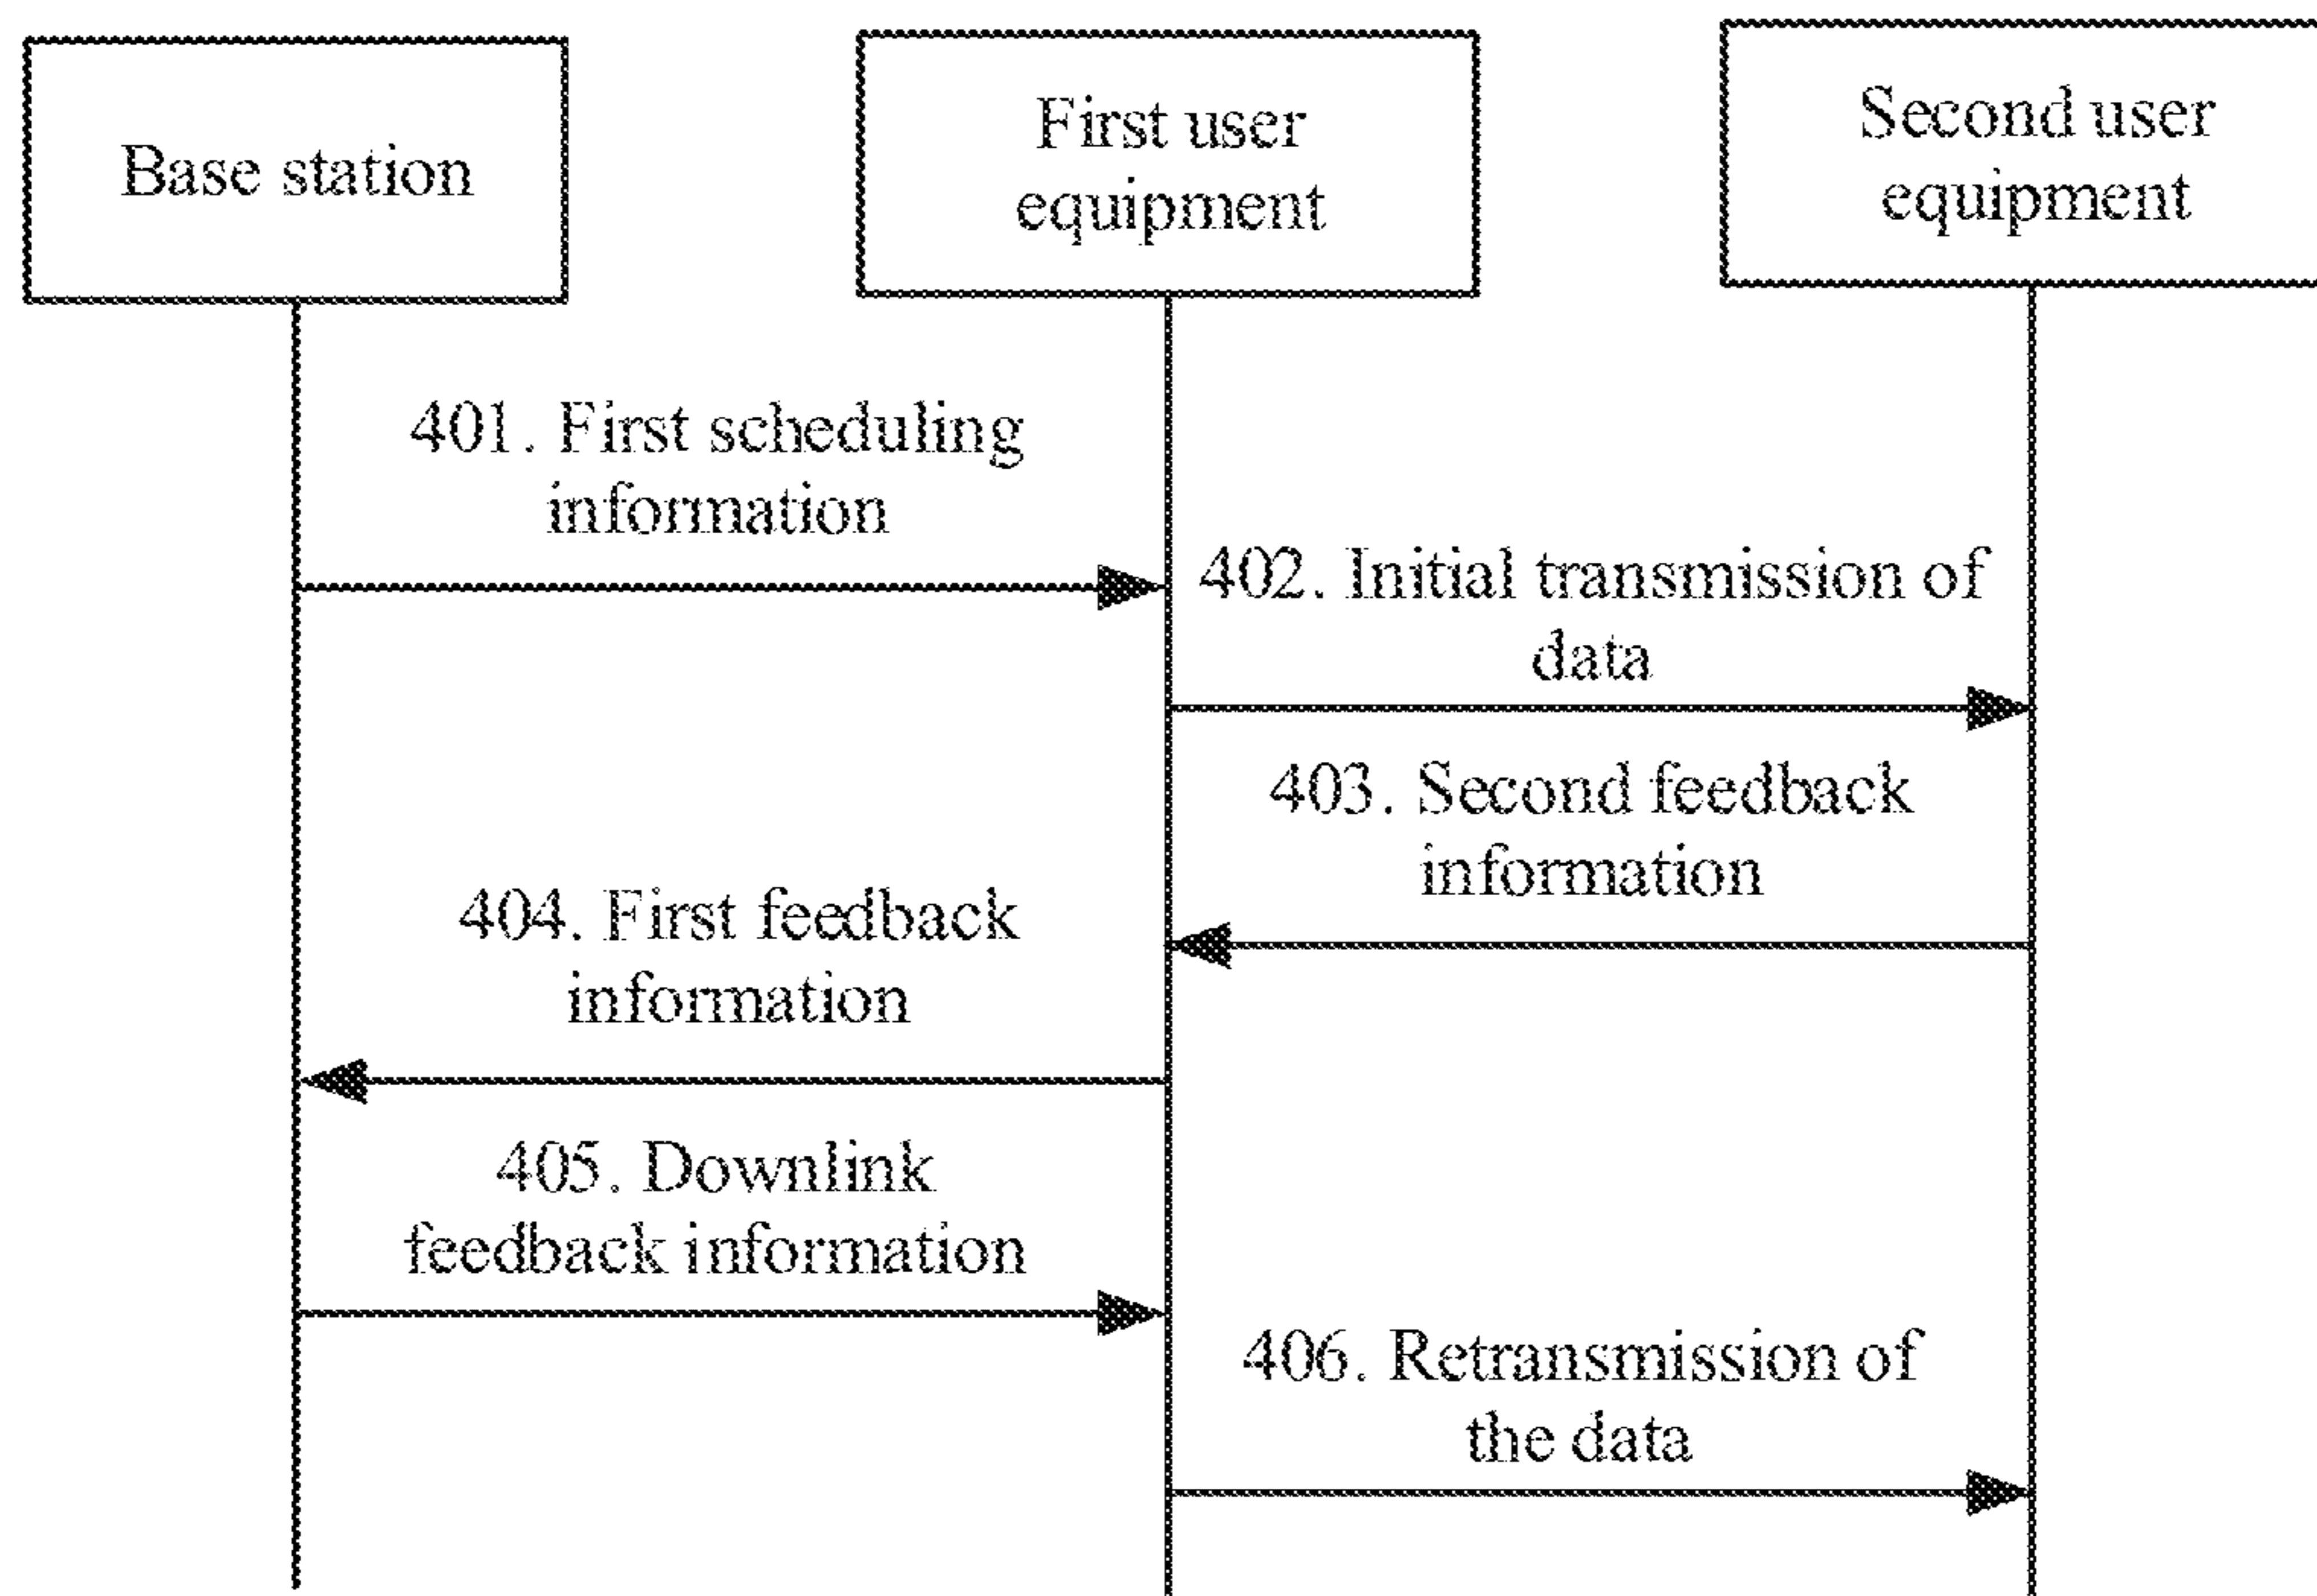 Base station
First user
equipment
Second user
equipment
401. First scheduling
information
402. Initial transmission of
data
403. Second feedback
information
404. First feedback
information
405. Downlink
feedback information
406. Retransmission of
the data